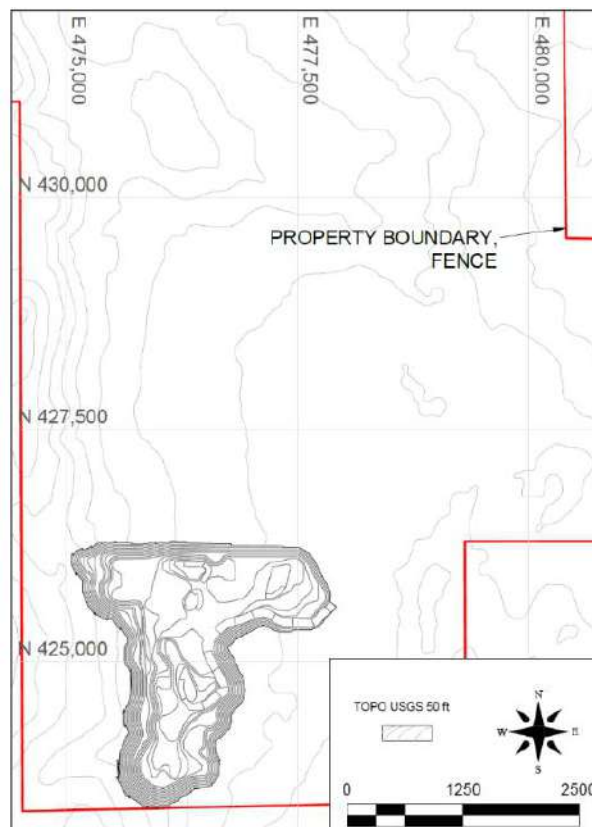 E 475,000
E 477,500
E 480,000
N 430,000
PROPERTY BOUNDARY,
FENCE
N 427,500
N 425,000
TOPO USGS 50 ft
N
W
E
S
0
1250
2500